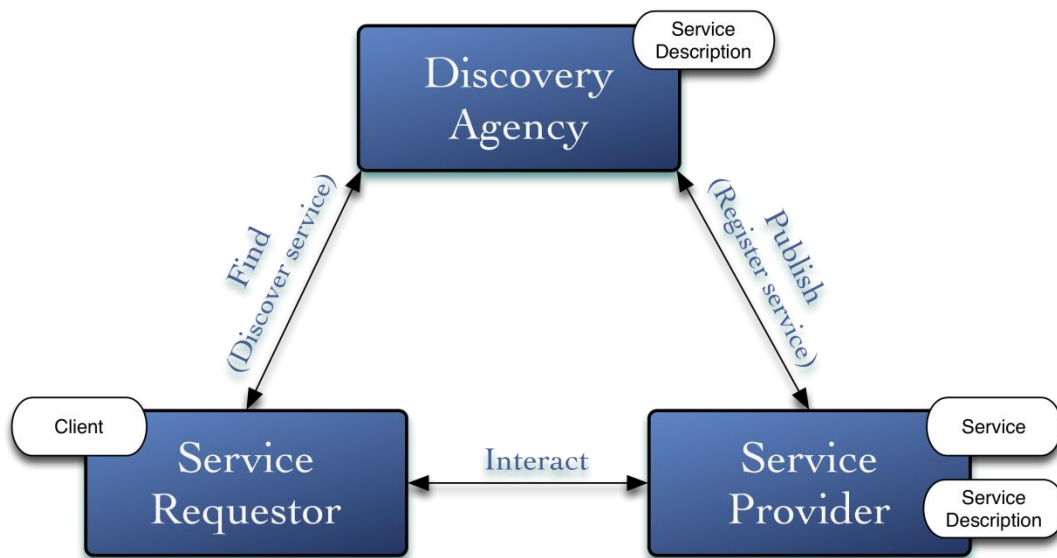 Service
Description
Discovery
Agency
Find
(Discover service)
Publish
(Register service)
Client
Service
Requestor
Interact
Service
Provider
Service
Service
Description